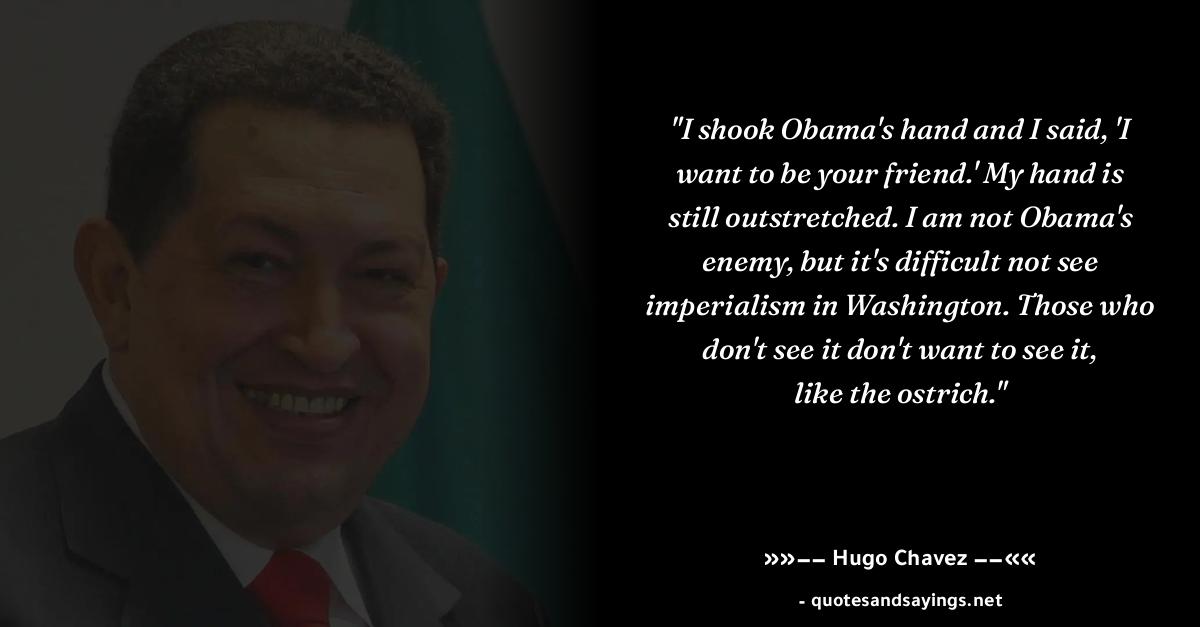 "I shook Obama's hand and I said, 'I
want to be your friend.' My hand is
still outstretched. I am not Obama's
enemy, but it's difficult not see
imperialism in Washington. Those who
don't see it don't want to see it,
like the ostrich."
»»−− Hugo Chavez −−««
- quotesandsayings.net